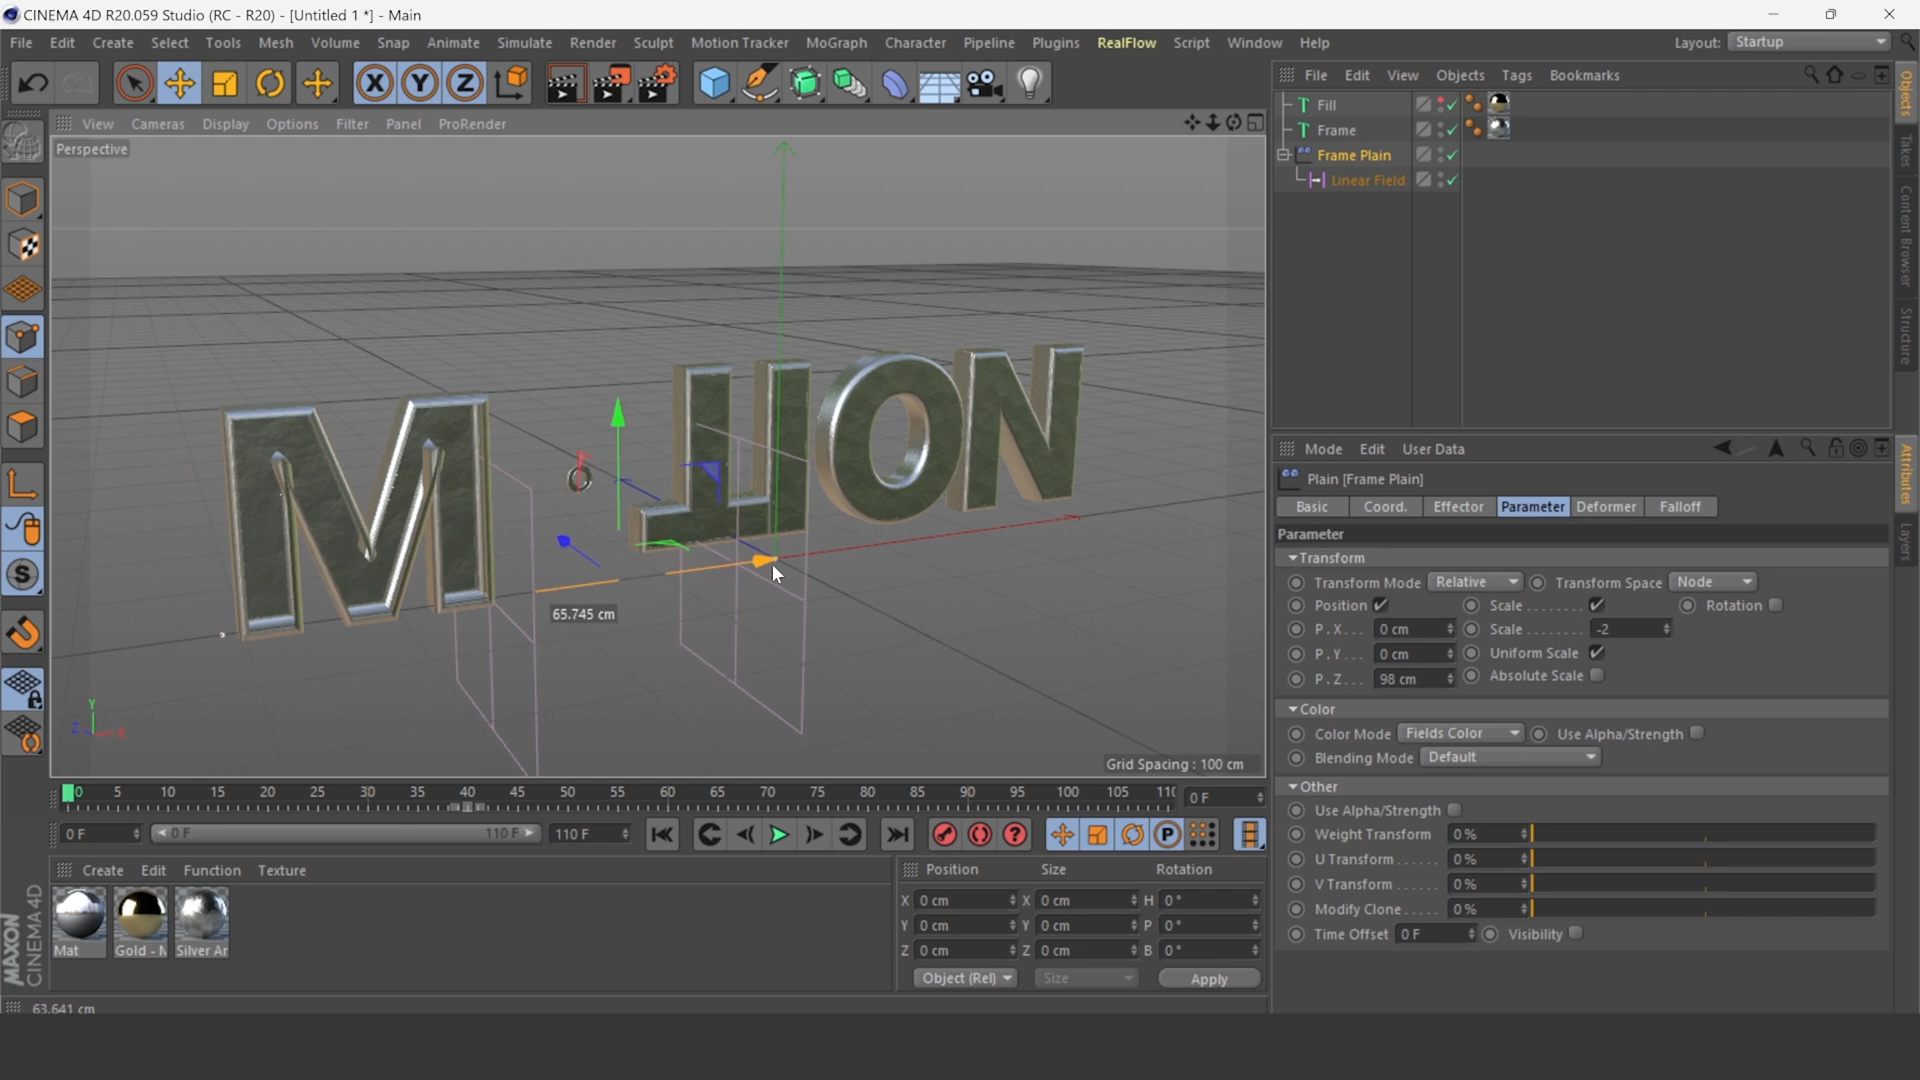 CINEMA 4D R20.059 Studio (RC - R20) - [Untitled 1 *] - Main
File Edit Create Select Tools Mesh Volume Snap Animate Simulate Render Sculpt Motion Tracker MoGraph Character Pipeline Plugins RealFlow Script Window Help Layout: Startup
X Y Z
File Edit View Objects Tags Bookmarks
View Cameras Display Options Filter Panel ProRender
Perspective
Fill
Frame
Frame Plain
Linear Field
Objects
Takes
Content Browser
Structure
Mode Edit User Data
Plain [Frame Plain]
Basic Coord. Effector Parameter Deformer Falloff
Parameter
Transform
Transform Mode Relative Transform Space Node
Position Scale Rotation
P . X . . . 0 cm Scale -2
P . Y . . . 0 cm Uniform Scale
P . Z . . . 98 cm Absolute Scale
Color
Color Mode Fields Color Use Alpha/Strength
Blending Mode Default
Other
Use Alpha/Strength
Weight Transform 0 %
U Transform 0 %
V Transform 0 %
Modify Clone 0 %
Time Offset 0 F Visibility
Attributes
Layers
M ON
65.745 cm
Y
Z X
Grid Spacing : 100 cm
S
0 5 10 15 20 25 30 35 40 45 50 55 60 65 70 75 80 85 90 95 100 105 11 0 F
0 F 0 F 110 F 110 F
P
Create Edit Function Texture
Mat Gold - M Silver Ar
Position Size Rotation
X 0 cm X 0 cm H 0 °
Y 0 cm Y 0 cm P 0 °
Z 0 cm Z 0 cm B 0 °
Object (Rel) Size Apply
MAXON
CINEMA 4D
63.641 cm